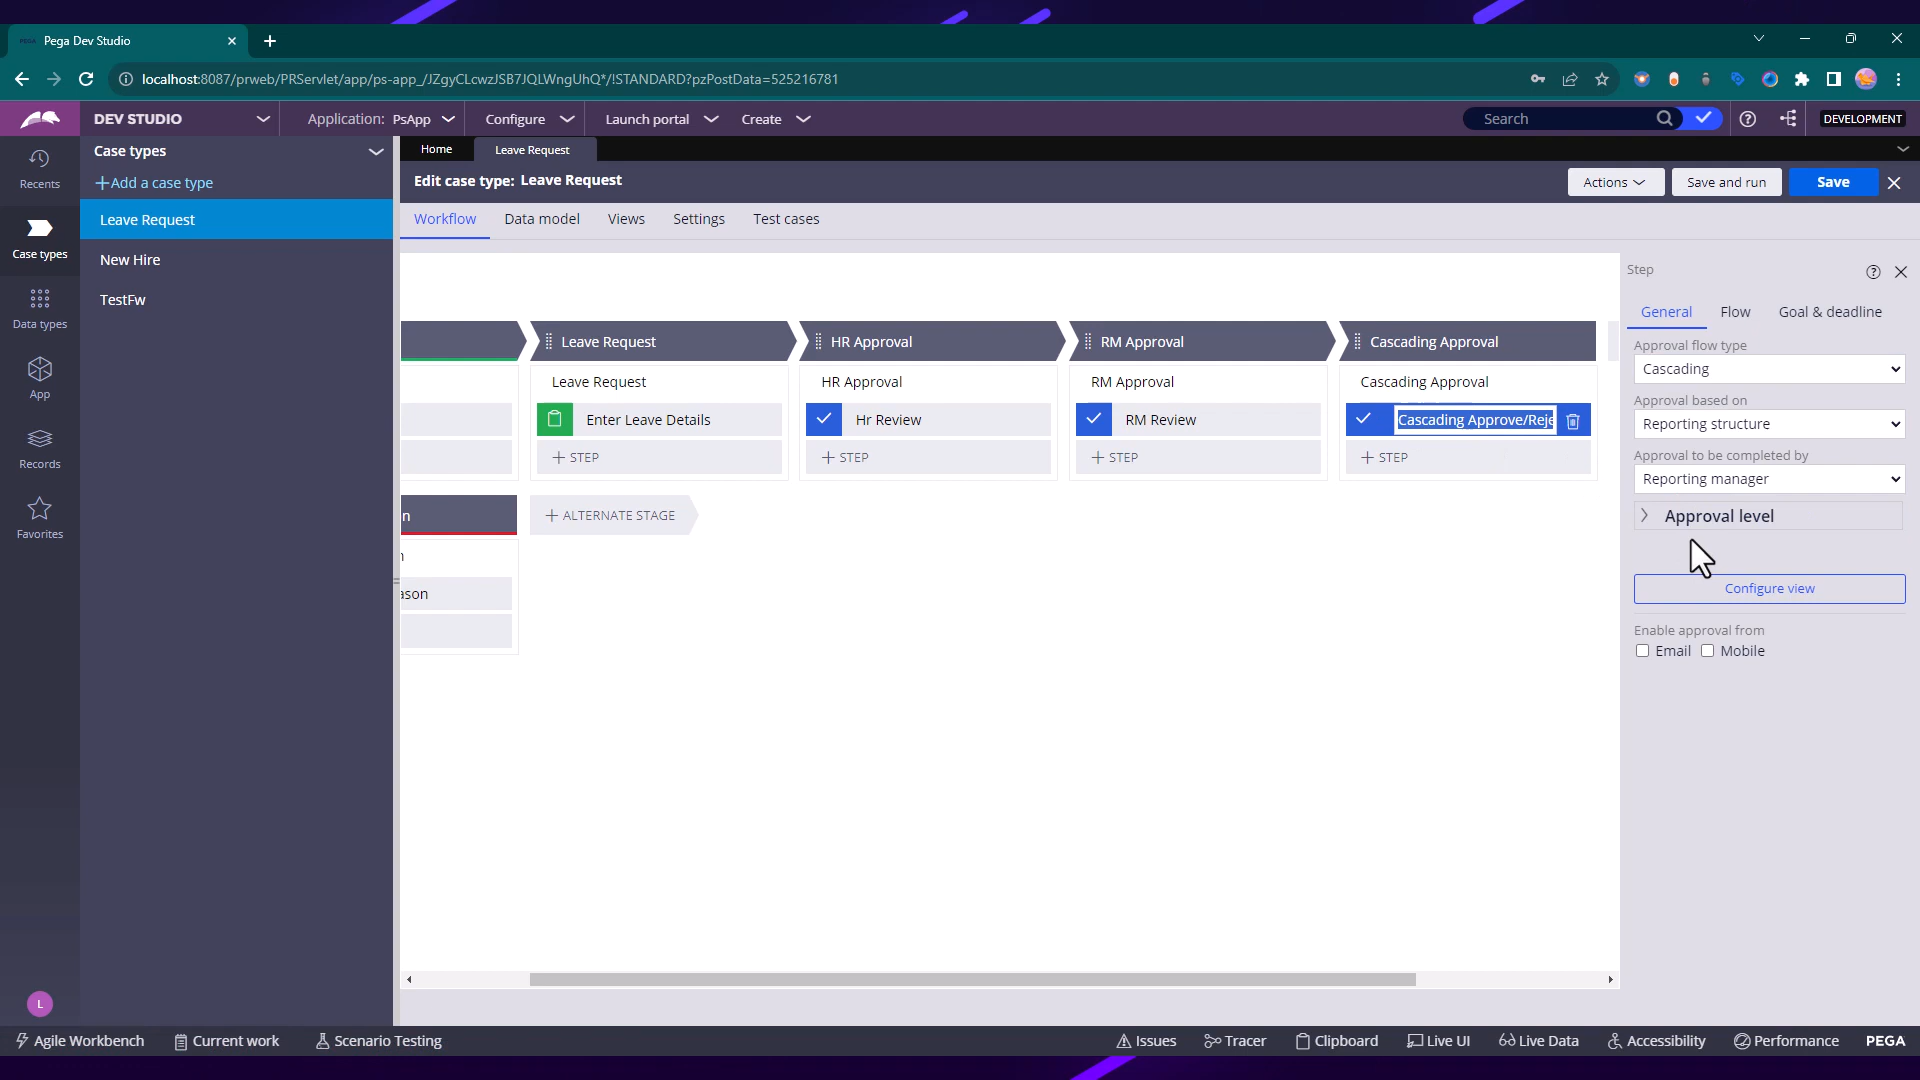 Pega Dev Studio
localhost:8087/prweb/PRServlet/app/ps-app_/JZgyCLcwzJSB7JQLWngUhQ*/!STANDARD?pzPostData=525216781
DEV STUDIO
Application: PsApp
Configure
Launch portal
Create
Search
DEVELOPMENT
Recents
Case types
Data types
App
Records
Favorites
L
Case types
+Add a case type
Leave Request
New Hire
TestFw
Home
Leave Request
Edit case type: Leave Request
Actions
Save and run
Save
Workflow
Data model
Views
Settings
Test cases
Leave Request
HR Approval
RM Approval
Cascading Approval
Leave Request
HR Approval
RM Approval
Cascading Approval
Enter Leave Details
Hr Review
RM Review
Cascading Approve/Reje
+ STEP
+ STEP
+ STEP
+ STEP
n
+ ALTERNATE STAGE
ason
Step
General
Flow
Goal & deadline
Approval flow type
Cascading
Approval based on
Reporting structure
Approval to be completed by
Reporting manager
Approval level
Configure view
Enable approval from
Email
Mobile
Agile Workbench
Current work
Scenario Testing
Issues
Tracer
Clipboard
Live UI
Live Data
Accessibility
Performance
PEGA